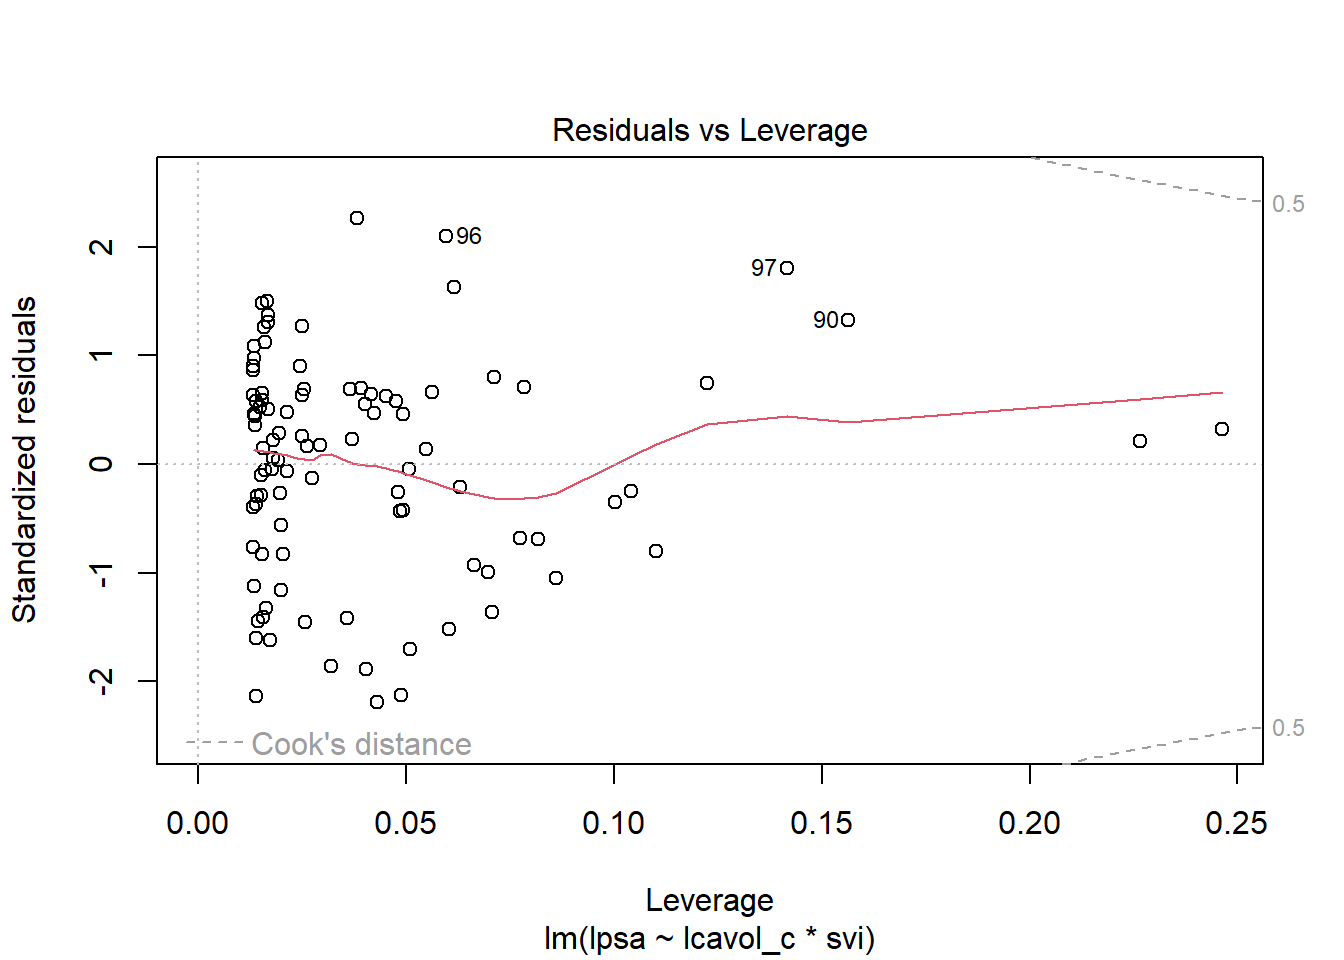 Residuals vs Leverage
Standardized residuals
2
1
0
-1
-2
0.5
0.5
96
97
90
Cook's distance
0.00 0.05 0.10 0.15 0.20 0.25
Leverage
lm(lpsa ~ lcavol_c * svi)